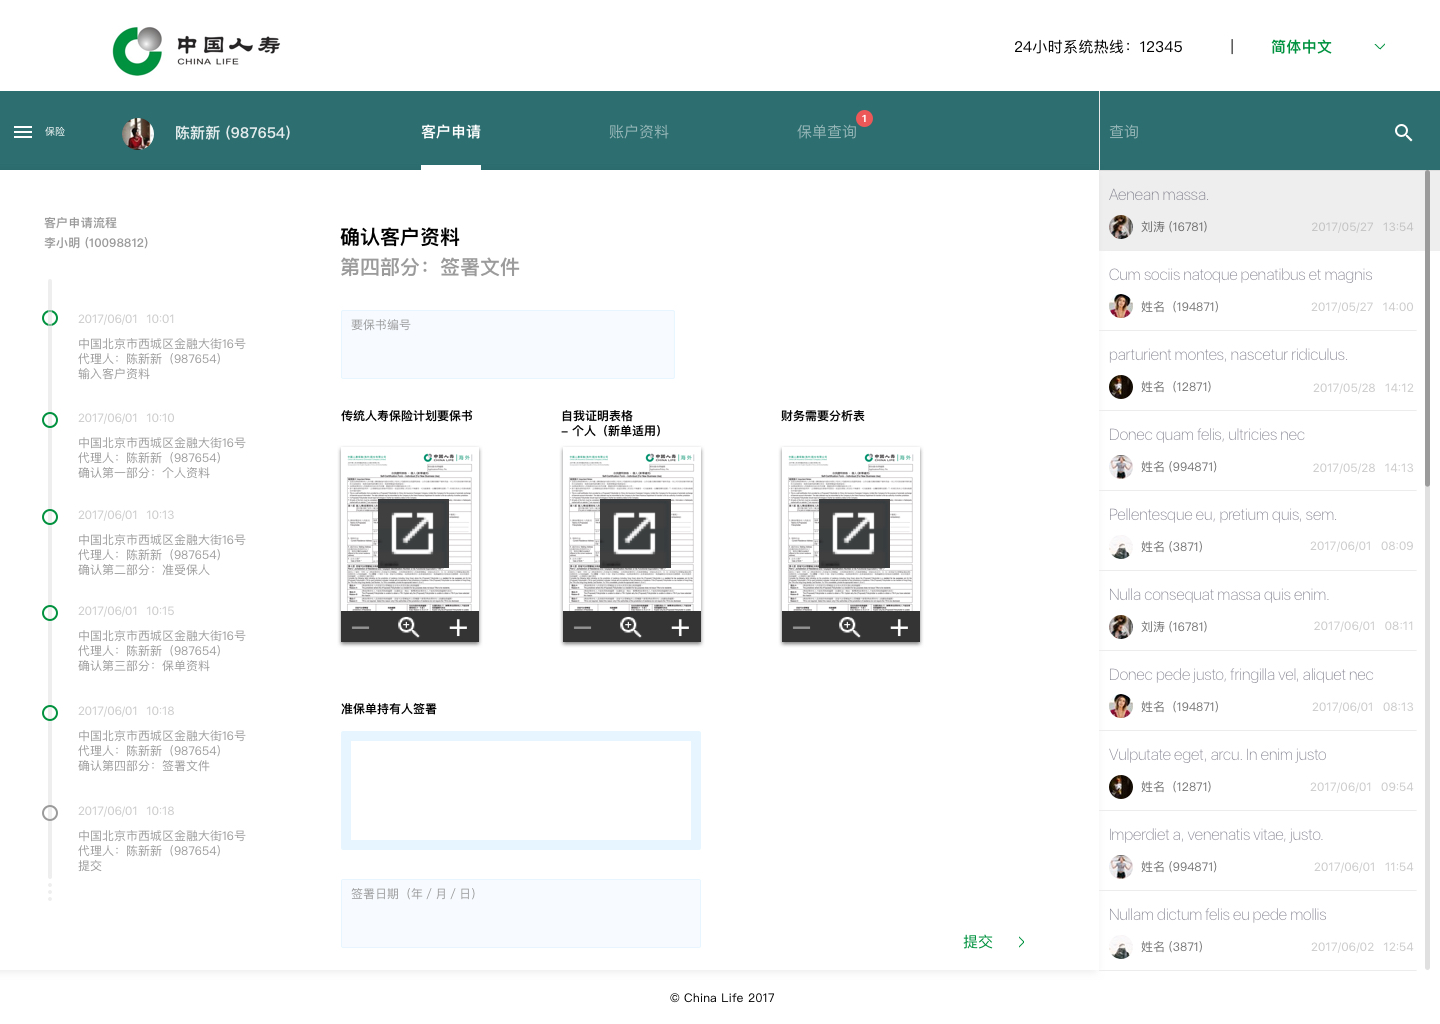 中国人寿
CHINA LIFE
24小时系统热线：12345
|
简体中文
保险
陈新新 (987654)
客户申请
账户资料
保单查询
1
查询
客户申请流程
李小明 (10098812)
2017/06/01 10:01
中国北京市西城区金融大街16号
代理人：陈新新（987654）
输入客户资料
2017/06/01 10:10
中国北京市西城区金融大街16号
代理人：陈新新（987654）
确认第一部分：个人资料
2017/06/01 10:13
中国北京市西城区金融大街16号
代理人：陈新新（987654）
确认第二部分：准受保人
2017/06/01 10:15
中国北京市西城区金融大街16号
代理人：陈新新（987654）
确认第三部分：保单资料
2017/06/01 10:18
中国北京市西城区金融大街16号
代理人：陈新新（987654）
确认第四部分：签署文件
2017/06/01 10:18
中国北京市西城区金融大街16号
代理人：陈新新（987654）
提交
确认客户资料
第四部分：签署文件
要保书编号
传统人寿保险计划要保书
自我证明表格
– 个人（新单适用）
财务需要分析表
中国人寿
CHINA LIFE
海外
中国人寿
CHINA LIFE
海外
中国人寿
CHINA LIFE
海外
准保单持有人签署
签署日期（年 / 月 / 日）
提交
Aenean massa.
刘涛 (16781)
2017/05/27 13:54
Cum sociis natoque penatibus et magnis
姓名（194871)
2017/05/27 14:00
parturient montes, nascetur ridiculus.
姓名（12871)
2017/05/28 14:12
Donec quam felis, ultricies nec
姓名 (994871)
2017/05/28 14:13
Pellentesque eu, pretium quis, sem.
姓名 (3871)
2017/06/01 08:09
Nulla consequat massa quis enim.
刘涛 (16781)
2017/06/01 08:11
Donec pede justo, fringilla vel, aliquet nec
姓名（194871)
2017/06/01 08:13
Vulputate eget, arcu. In enim justo
姓名（12871)
2017/06/01 09:54
Imperdiet a, venenatis vitae, justo.
姓名 (994871)
2017/06/01 11:54
Nullam dictum felis eu pede mollis
姓名 (3871)
2017/06/02 12:54
© China Life 2017